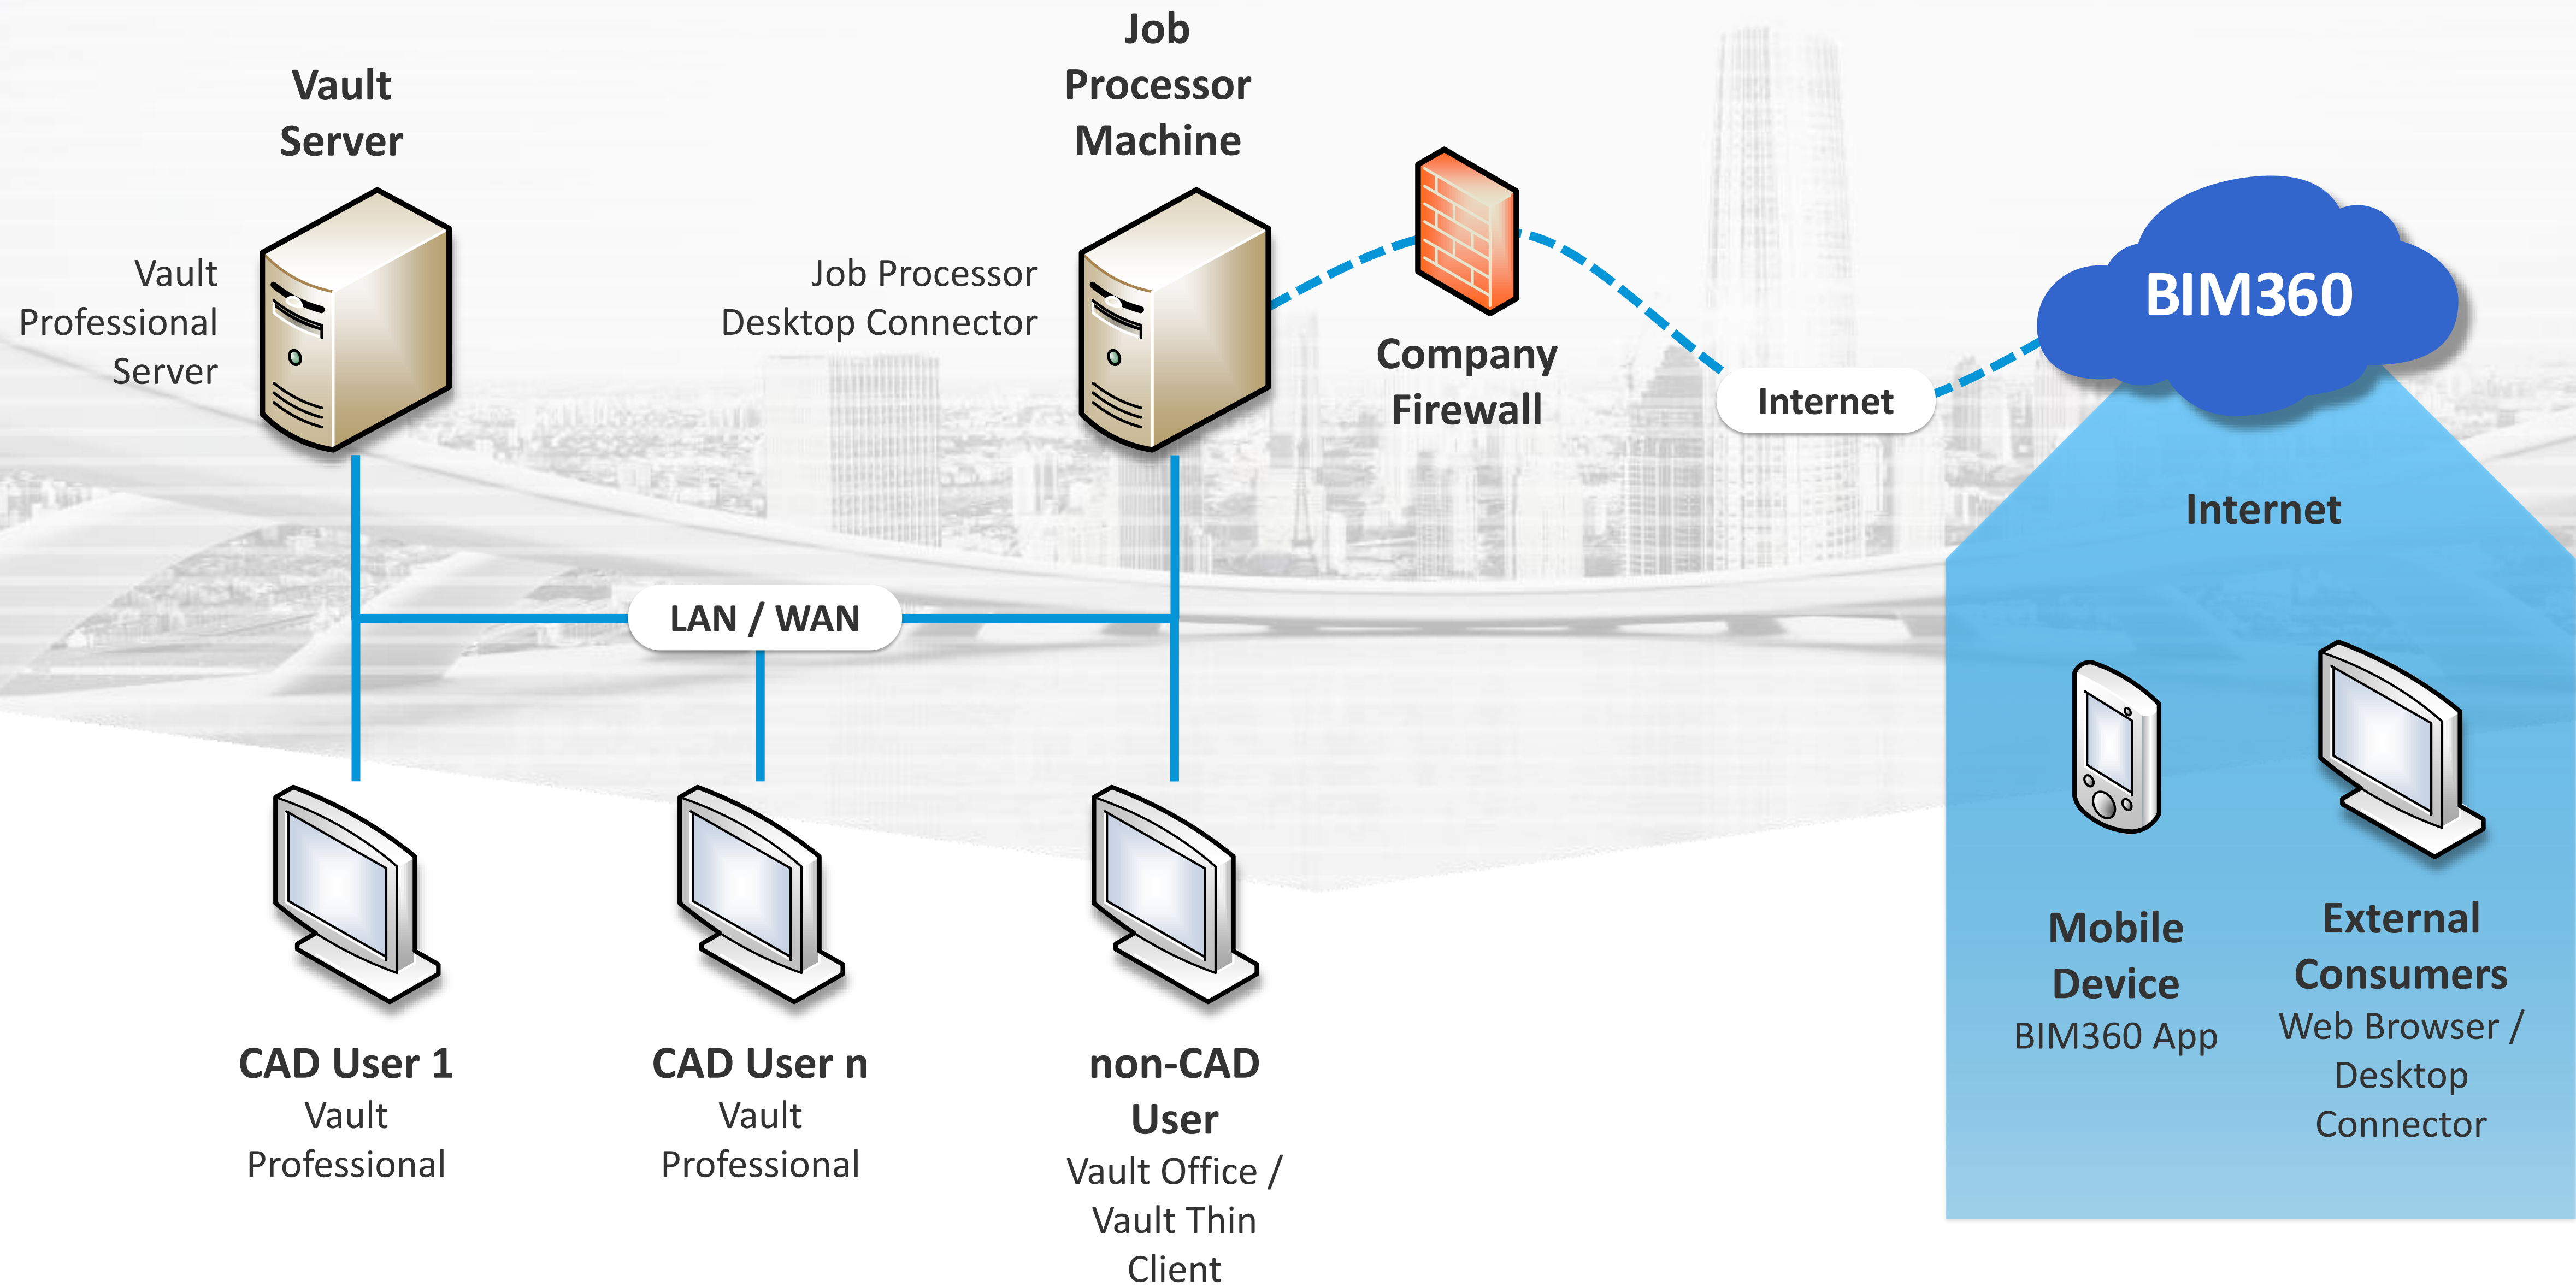 Vault
Server
Vault
Professional
Server
Job
Processor
Machine
Job Processor
Desktop Connector
Company
Firewall
Internet
BIM360
Internet
LAN / WAN
CAD User 1
Vault
Professional
CAD User n
Vault
Professional
non-CAD
User
Vault Office /
Vault Thin
Client
Mobile
Device
BIM360 App
External
Consumers
Web Browser /
Desktop
Connector